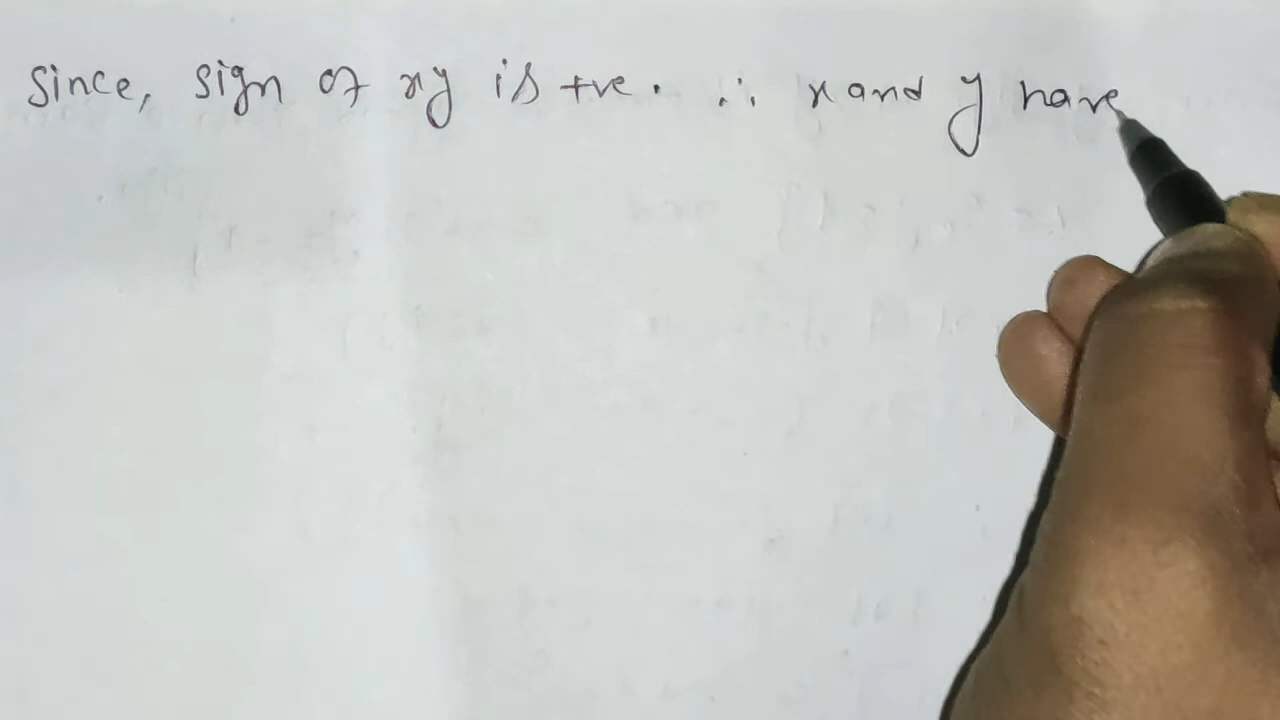 Since, sign of xy is +ve. ∴ x and y have